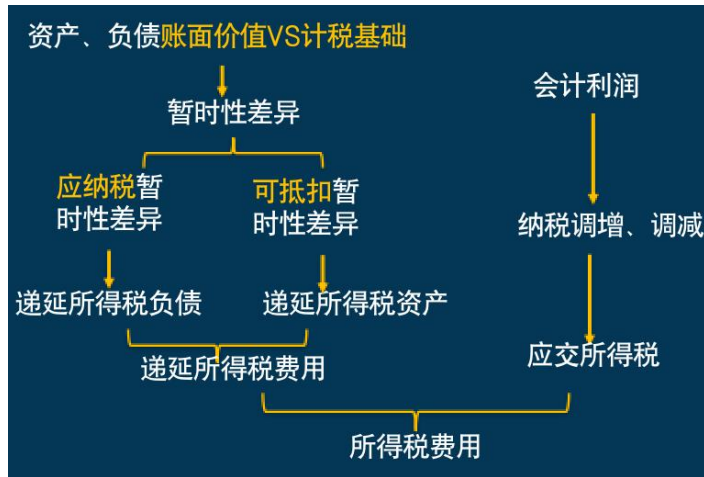 资产、负债账面价值VS计税基础
会计利润
暂时性差异
应纳税暂
时性差异
可抵扣暂
时性差异
纳税调增、调减
递延所得税负债
递延所得税资产
递延所得税费用
应交所得税
所得税费用